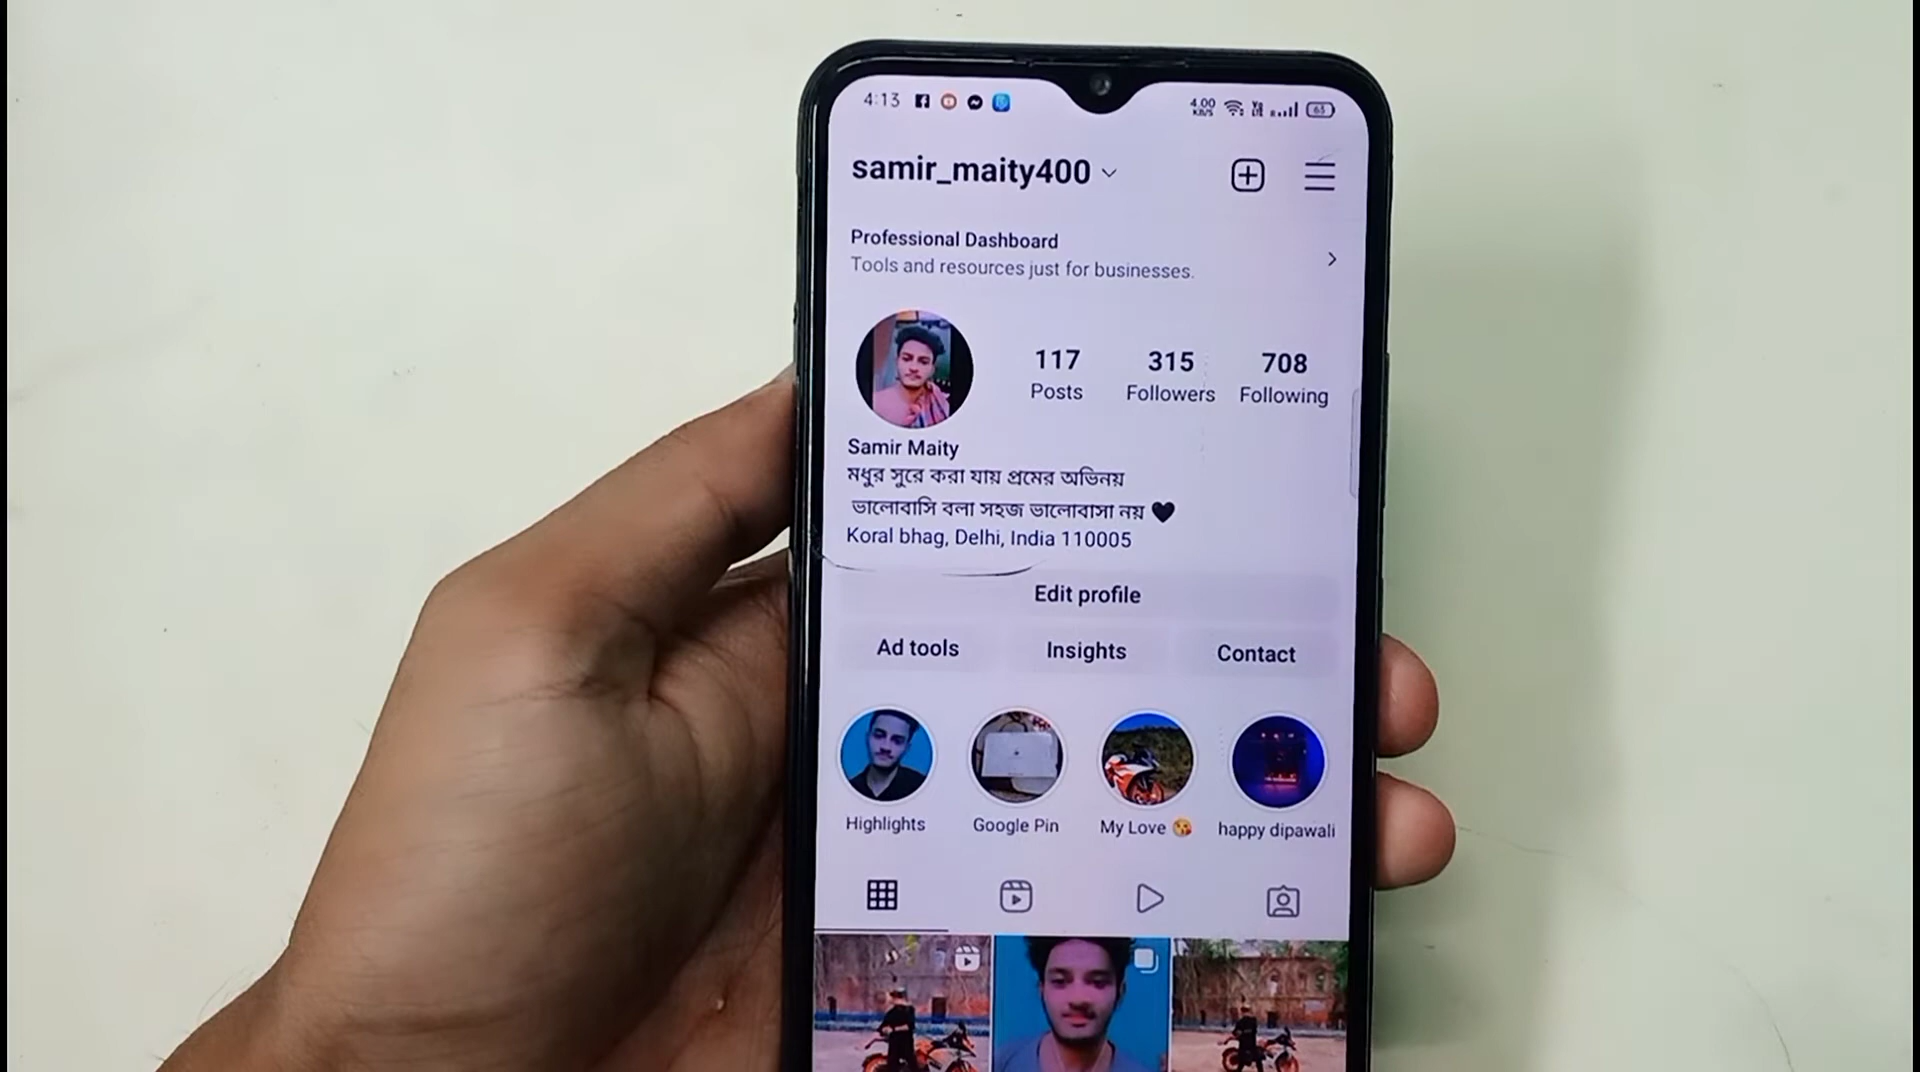 4:13
4.00 KB/S
63
samir_maity400
Professional Dashboard
Tools and resources just for businesses.
117 315 708
Posts Followers Following
Samir Maity
মধুর সুরে করা যায় প্রমের অভিনয়
ভালোবাসি বলা সহজ ভালোবাসা নয় 🖤
Koral bhag, Delhi, India 110005
Edit profile
Ad tools Insights Contact
Highlights Google Pin My Love 😘 happy dipawali